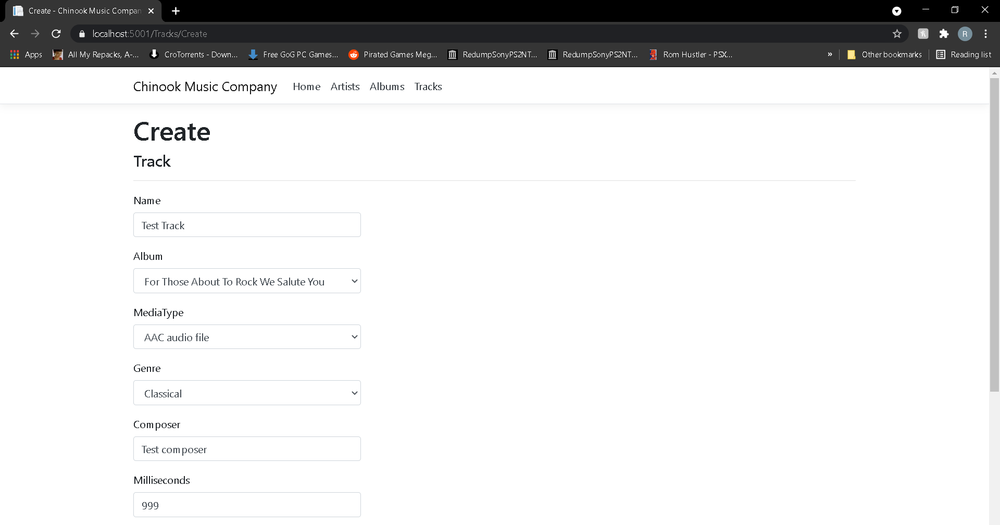 Create - Chinook Music Compan
localhost:5001/Tracks/Create
R
Apps
All My Repacks, A-...
CroTorrents - Down...
Free GoG PC Games...
Pirated Games Meg...
RedumpSonyPS2NT...
RedumpSonyPS2NT...
Rom Hustler - PSX...
»
Other bookmarks
Reading list
Chinook Music Company Home Artists Albums Tracks
Create
Track
Name
Test Track
Album
For Those About To Rock We Salute You
MediaType
AAC audio file
Genre
Classical
Composer
Test composer
Milliseconds
999